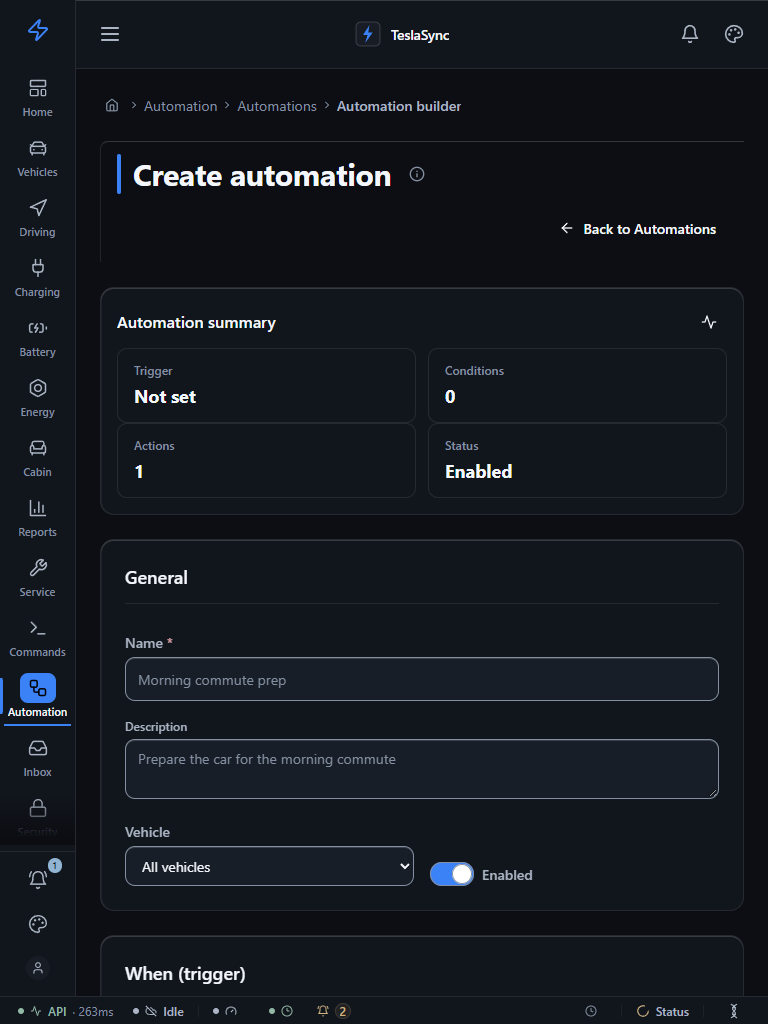 TeslaSync
Home
Vehicles
Driving
Charging
Battery
Energy
Cabin
Reports
Service
Commands
Automation
Inbox
Security
1
Automation
Automations
Automation builder
Create automation
Back to Automations
Automation summary
Trigger
Not set
Conditions
0
Actions
1
Status
Enabled
General
Name *
Morning commute prep
Description
Prepare the car for the morning commute
Vehicle
All vehicles
Enabled
When (trigger)
API · 263ms
Idle
2
Status